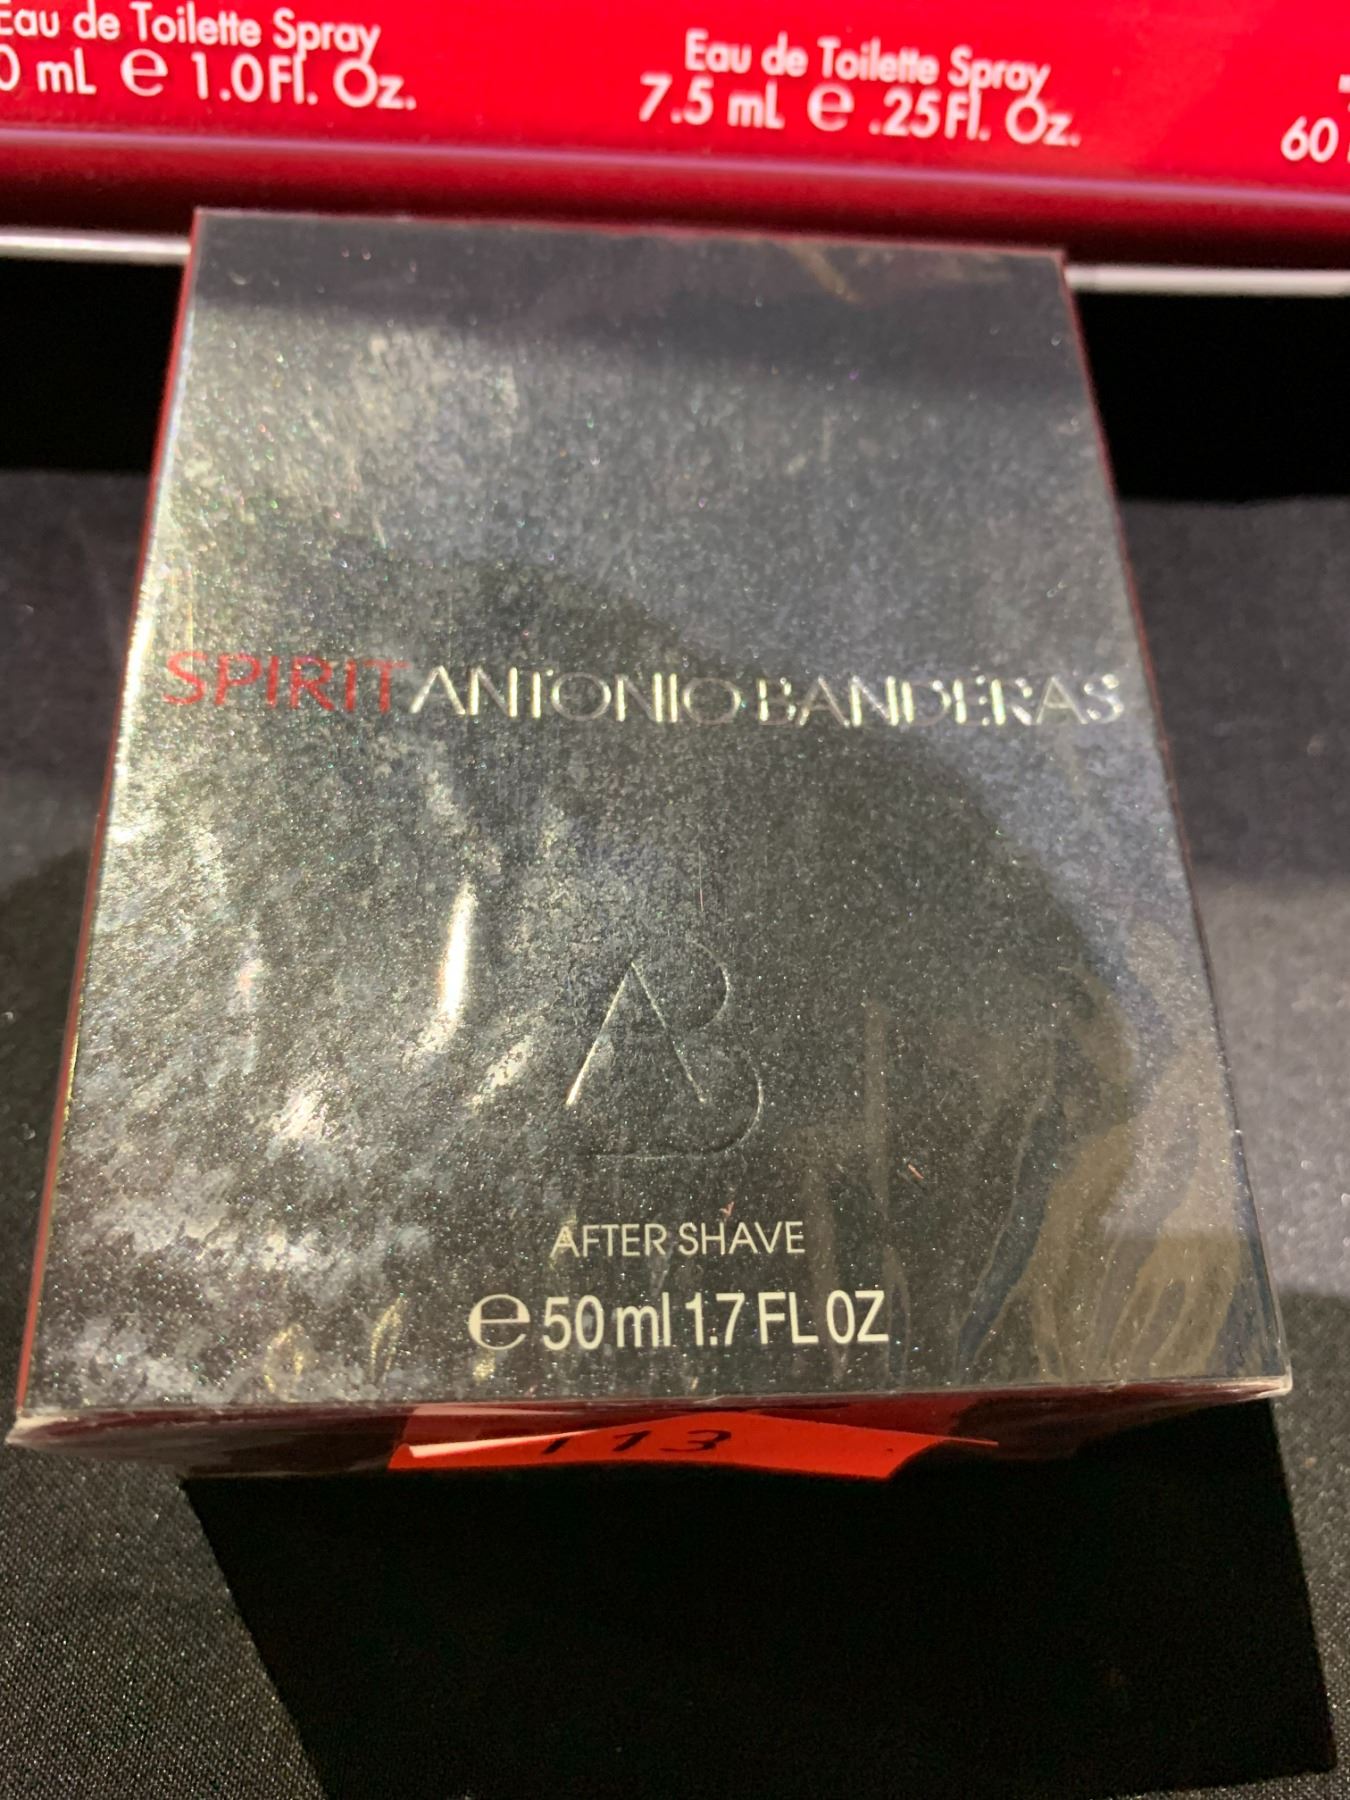 Eau de Toilette Spray
0 mL e 1.0 Fl. Oz.
Eau de Toilette Spray
7.5 mL e .25 Fl. Oz.
60
SPIRIT ANTONIO BANDERAS
AB
AFTER SHAVE
e 50 ml 1.7 FL OZ
113